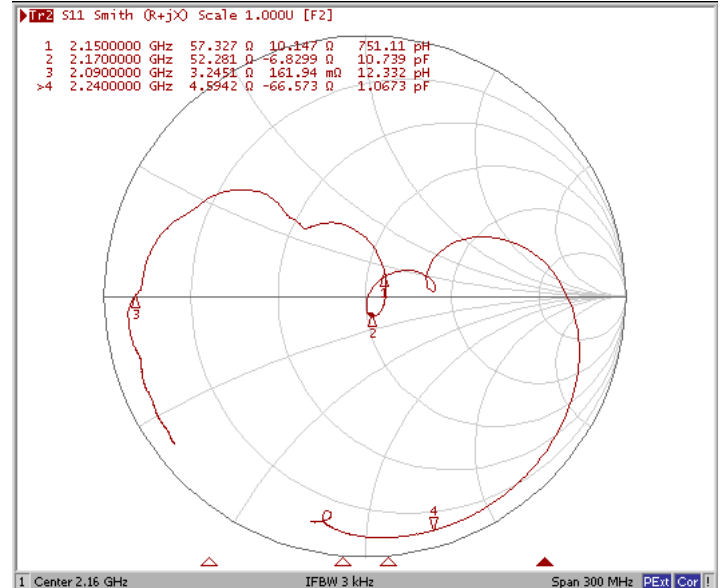 Tr2 S11 Smith (R+jX) Scale 1.000U [F2]
1 2.1500000 GHz 57.327 Ω 10.147 Ω 751.11 pH
2 2.1700000 GHz 52.281 Ω -6.8299 Ω 10.739 pF
3 2.0900000 GHz 3.2451 Ω 161.94 mΩ 12.332 pH
>4 2.2400000 GHz 4.5942 Ω -66.573 Ω 1.0673 pF
1
3
2
4
1 Center 2.16 GHz IFBW 3 kHz Span 300 MHz PExt Cor !